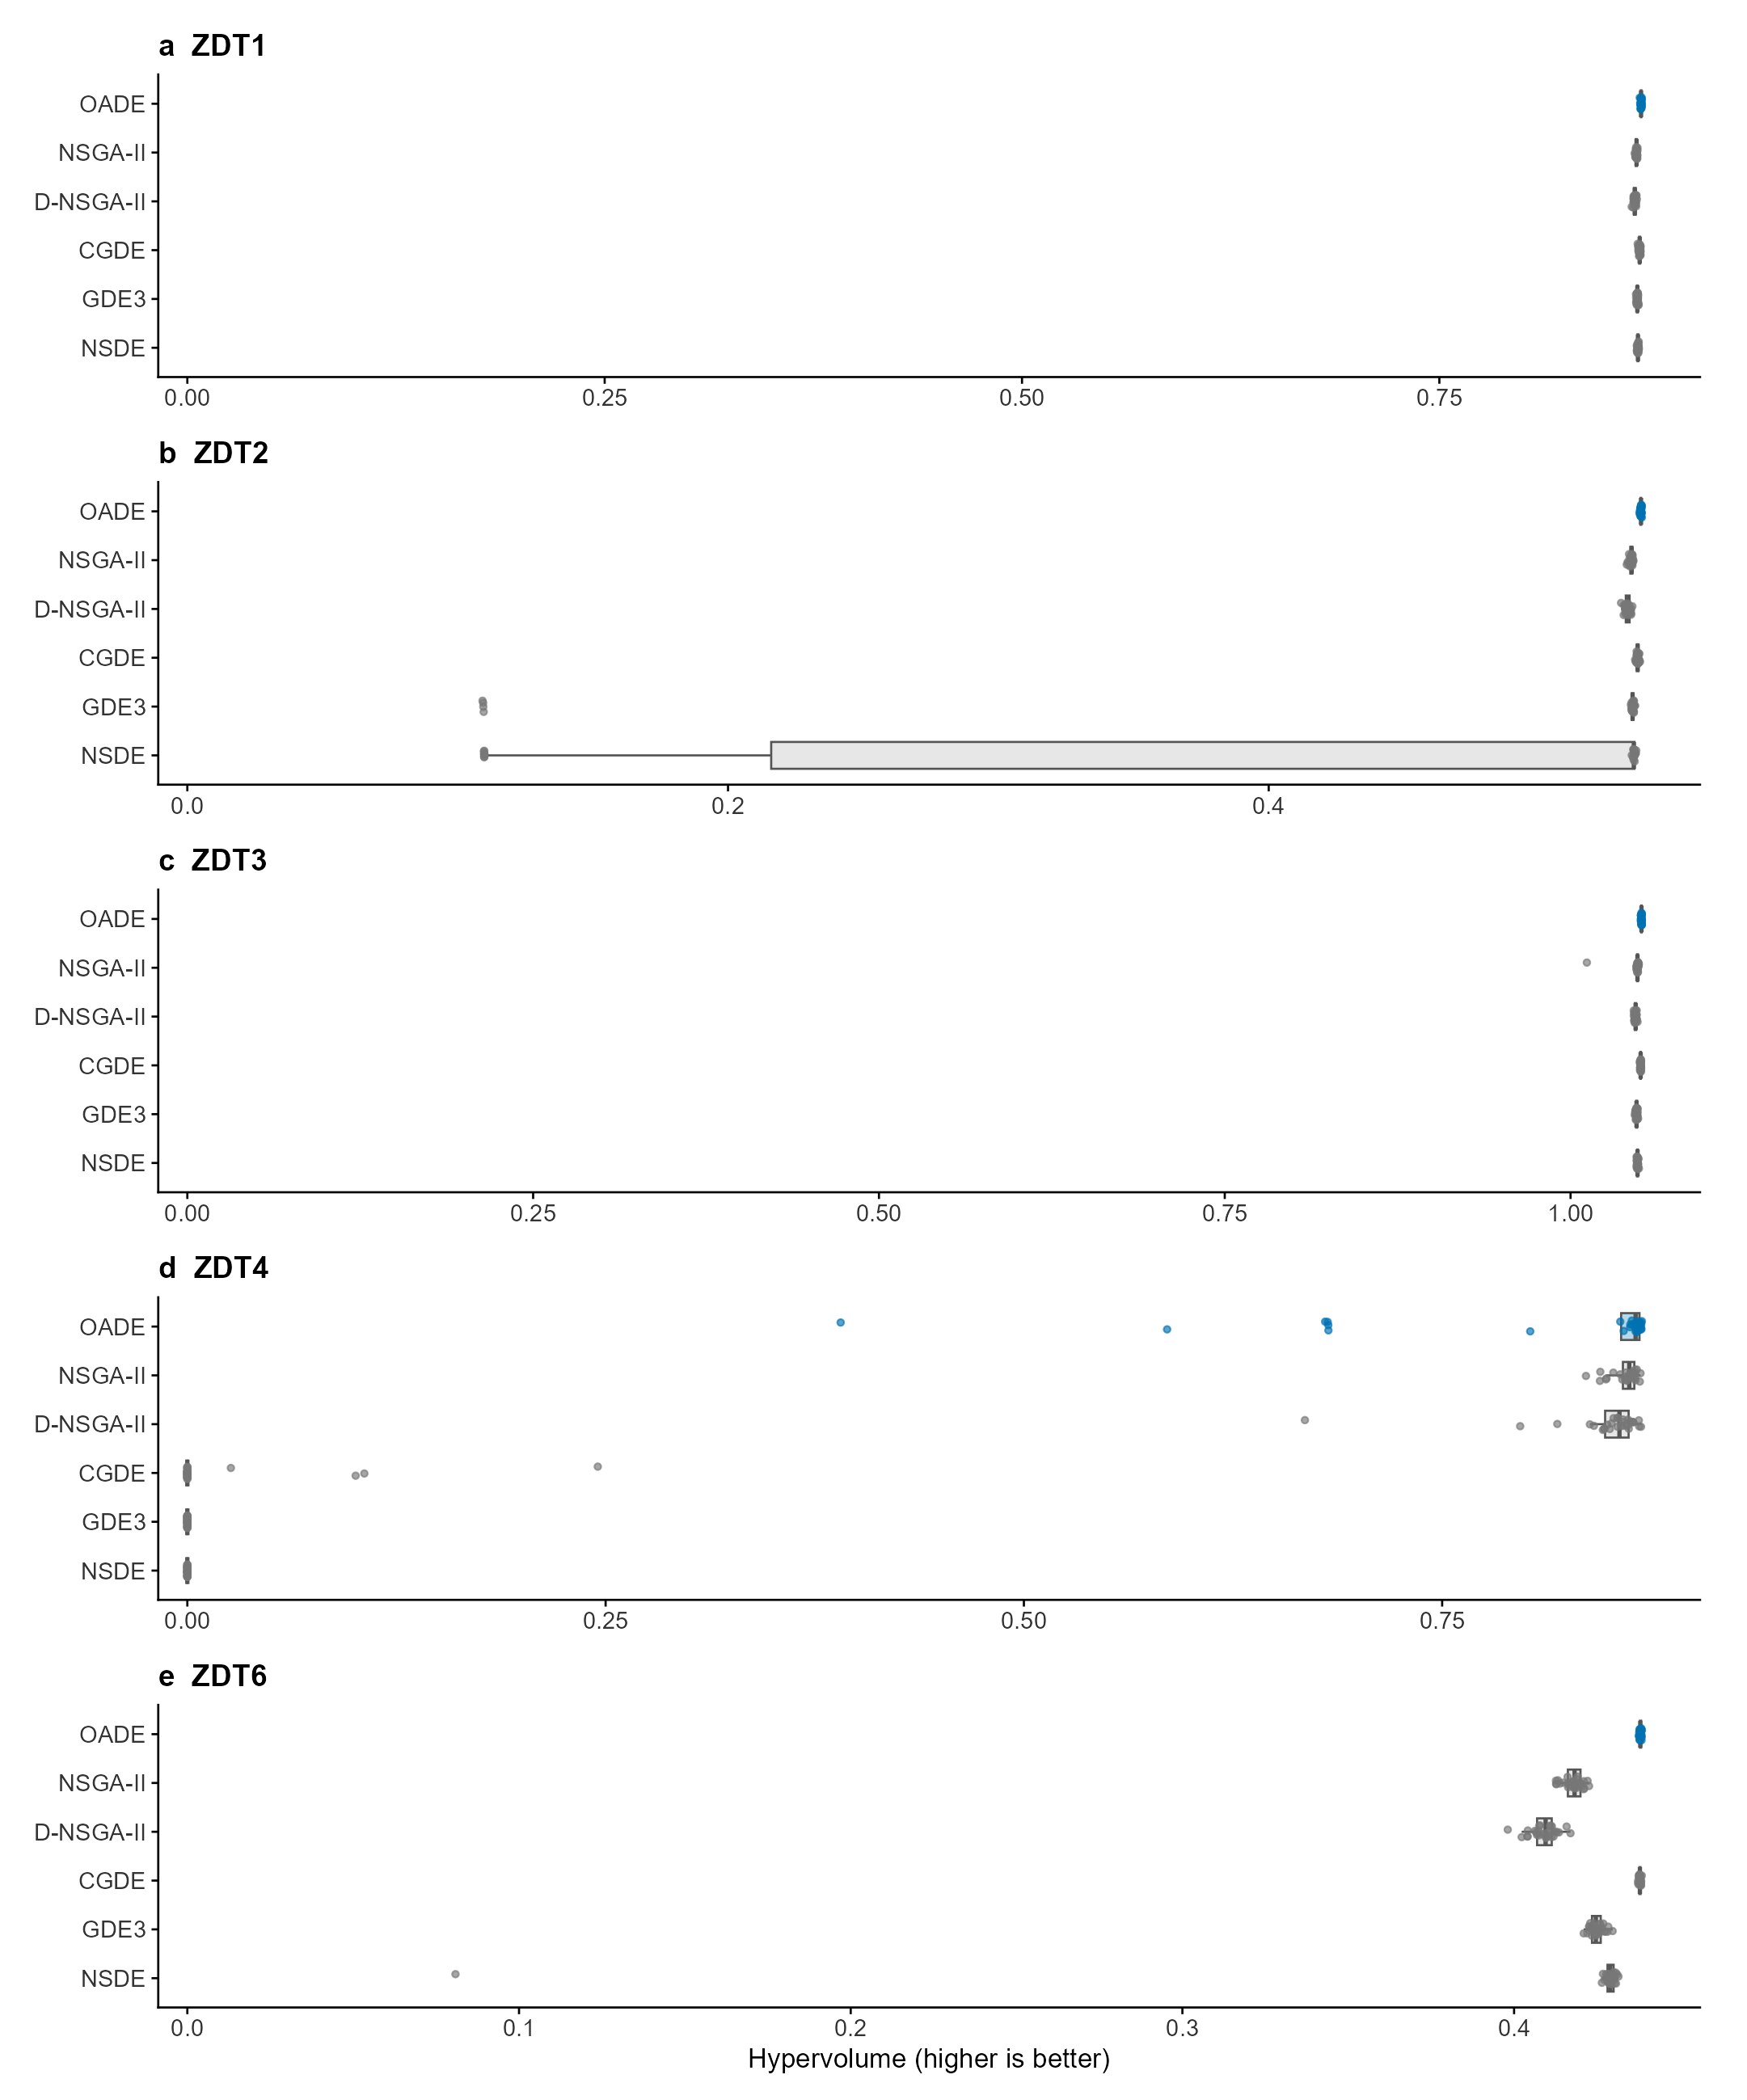 a ZDT1
OADE
NSGA-II
D-NSGA-II
CGDE
GDE3
NSDE
0.00 0.25 0.50 0.75
b ZDT2
OADE
NSGA-II
D-NSGA-II
CGDE
GDE3
NSDE
0.0 0.2 0.4
c ZDT3
OADE
NSGA-II
D-NSGA-II
CGDE
GDE3
NSDE
0.00 0.25 0.50 0.75 1.00
d ZDT4
OADE
NSGA-II
D-NSGA-II
CGDE
GDE3
NSDE
0.00 0.25 0.50 0.75
e ZDT6
OADE
NSGA-II
D-NSGA-II
CGDE
GDE3
NSDE
0.0 0.1 0.2 0.3 0.4
Hypervolume (higher is better)